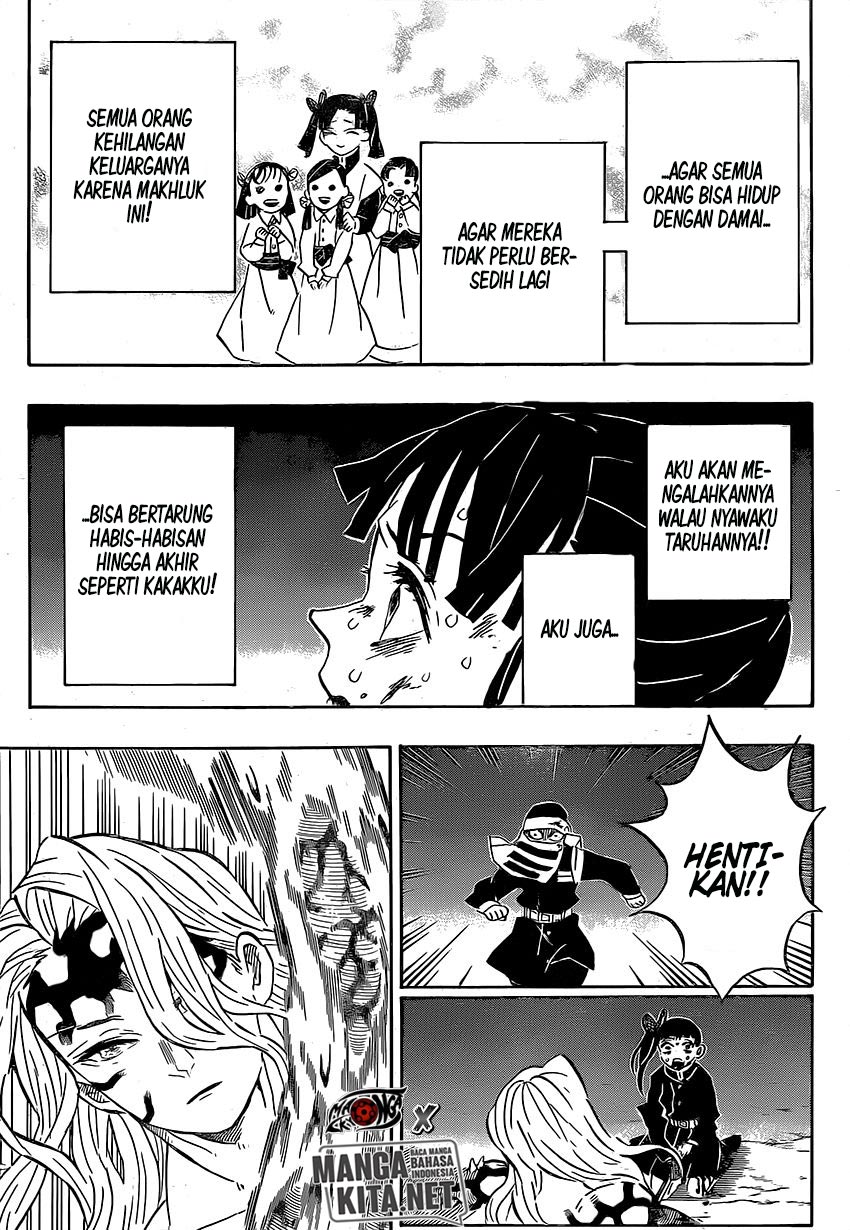 ...AGAR SEMUA
ORANG BISA HIDUP
DENGAN DAMAI...
AGAR MEREKA
TIDAK PERLU BER-
SEDIH LAGI
SEMUA ORANG
KEHILANGAN
KELUARGANYA
KARENA MAKHLUK
INI!
AKU AKAN ME-
NGALAHKANNYA
WALAU NYAWAKU
TARUHANNYA!!
AKU JUGA...
...BISA BERTARUNG
HABIS-HABISAN
HINGGA AKHIR
SEPERTI KAKAKKU!
HENTI-
KAN!!
X
MANGA
KITA.NET
BACA MANGA
BAHASA
INDONESIA